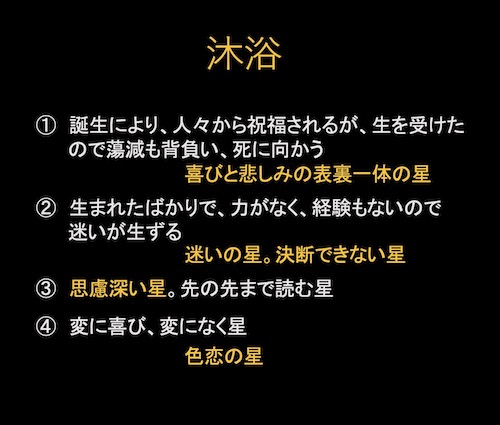 沐浴
① 誕生により、人々から祝福されるが、生を受けた
ので蕩減も背負い、死に向かう
喜びと悲しみの表裏一体の星
② 生まれたばかりで、力がなく、経験もないので
迷いが生ずる
迷いの星。決断できない星
③ 思慮深い星。先の先まで読む星
④ 変に喜び、変になく星
色恋の星